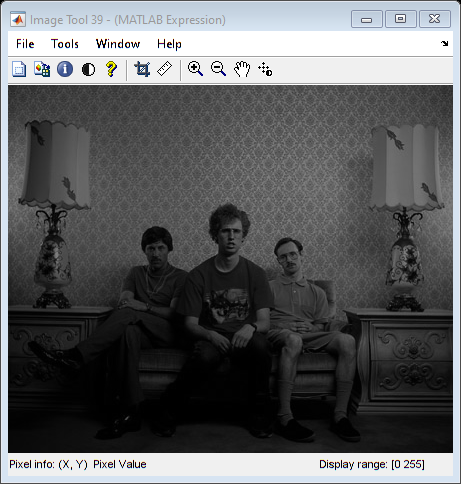 Image Tool 39 - (MATLAB Expression)
File Tools Window Help
Pixel info: (X, Y) Pixel Value
Display range: [0 255]